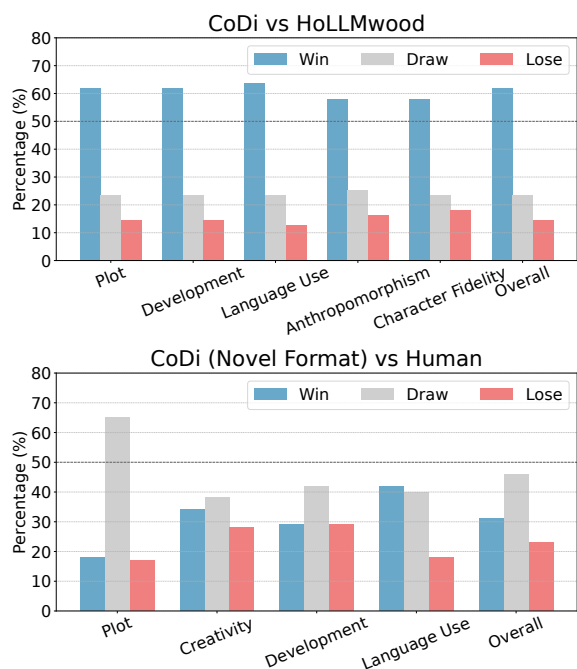 CoDi vs HoLLMwood
80
70
60
50
40
30
20
10
0
Percentage (%)
Win Draw Lose
Plot Development Language Use Anthropomorphism Character Fidelity Overall
CoDi (Novel Format) vs Human
80
70
60
50
40
30
20
10
0
Percentage (%)
Win Draw Lose
Plot Creativity Development Language Use Overall